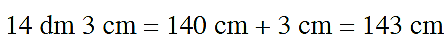 14 dm 3 cm = 140 cm + 3 cm = 143 cm